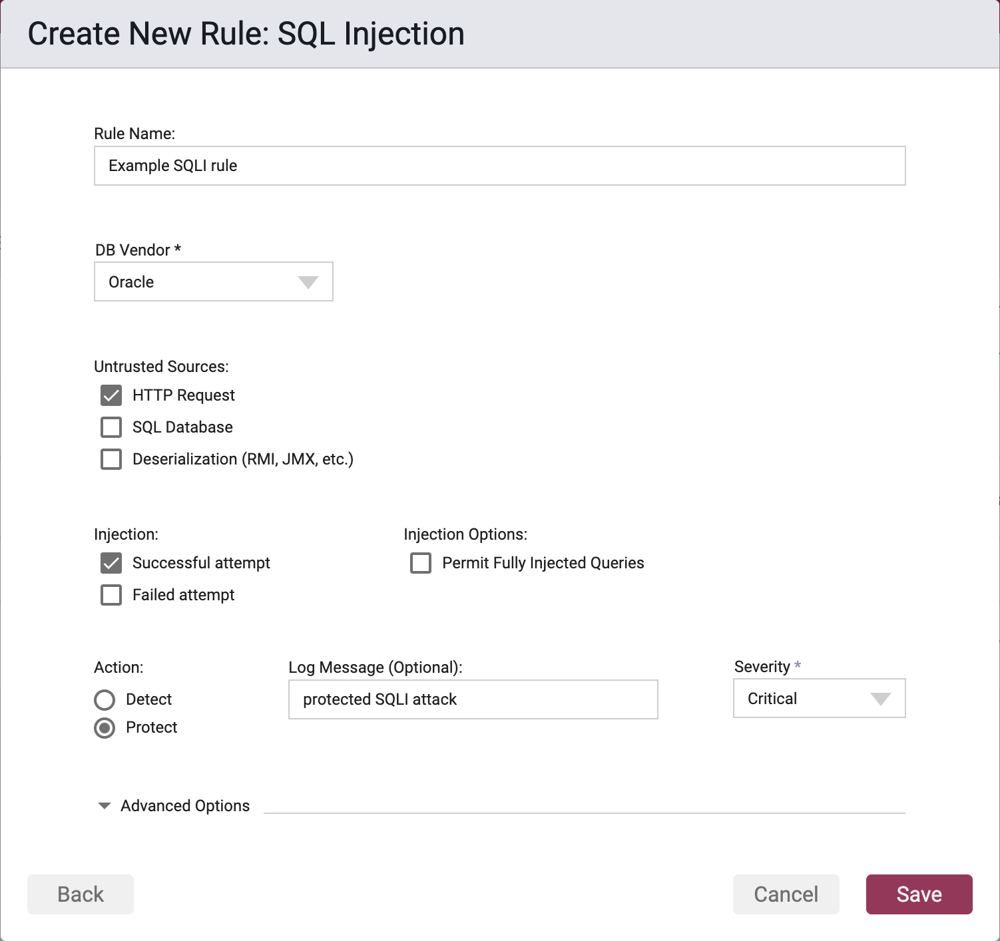 Create New Rule: SQL Injection
Rule Name:
Example SQLI rule
DB Vendor *
Oracle
Untrusted Sources:
HTTP Request
SQL Database
Deserialization (RMI, JMX, etc.)
Injection:
Successful attempt
Failed attempt
Injection Options:
Permit Fully Injected Queries
Action:
Detect
Protect
Log Message (Optional):
protected SQLI attack
Severity *
Critical
Advanced Options
Back
Cancel
Save